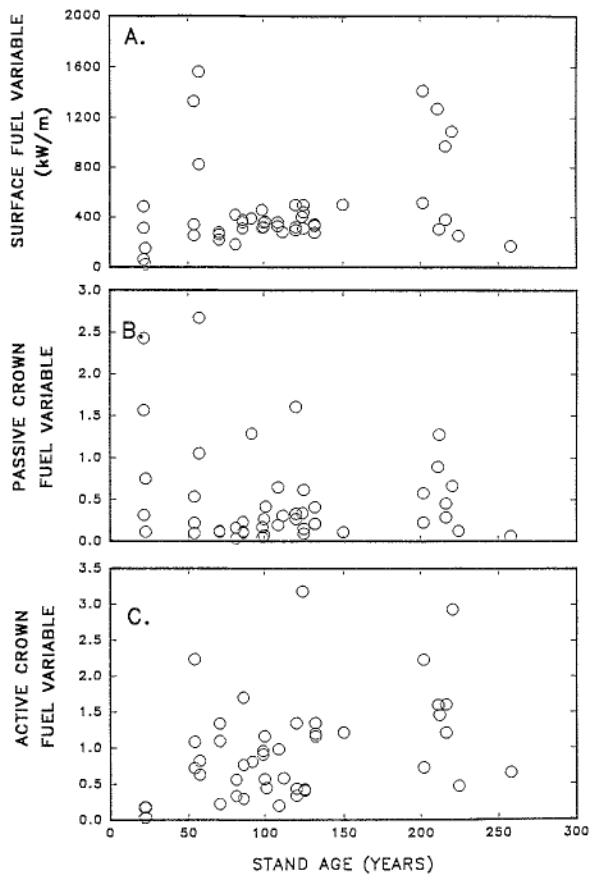 A.
SURFACE FUEL VARIABLE
(kW/m)
2000
1600
1200
800
400
0
B.
PASSIVE CROWN
FUEL VARIABLE
3.0
2.5
2.0
1.5
1.0
0.5
0.0
C.
ACTIVE CROWN
FUEL VARIABLE
3.5
3.0
2.5
2.0
1.5
1.0
0.5
0.0
0 50 100 150 200 250 300
STAND AGE (YEARS)